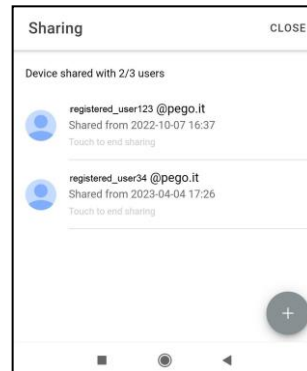 Sharing
CLOSE
Device shared with 2/3 users
registered_user123 @pego.it
Shared from 2022-10-07 16:37
Touch to end sharing
registered_user34 @pego.it
Shared from 2023-04-04 17:26
Touch to end sharing
+